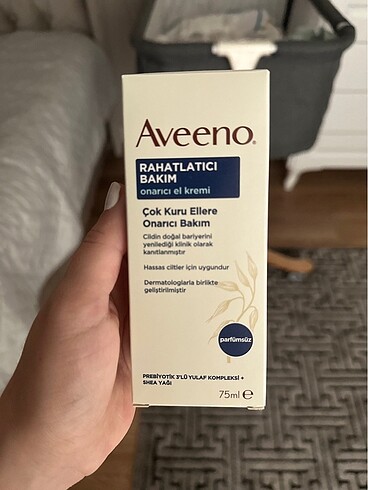 Aveeno.
RAHATLATICI
BAKIM
onarıcı el kremi
Çok Kuru Ellere
Onarıcı Bakım
Cildin doğal bariyerini
yenilediği klinik olarak
kanıtlanmıştır
Hassas ciltler için uygundur
Dermatologlarla birlikte
geliştirilmiştir
parfümsüz
PREBİYOTİK 3'LÜ YULAF KOMPLEKSİ +
SHEA YAĞI
75ml e